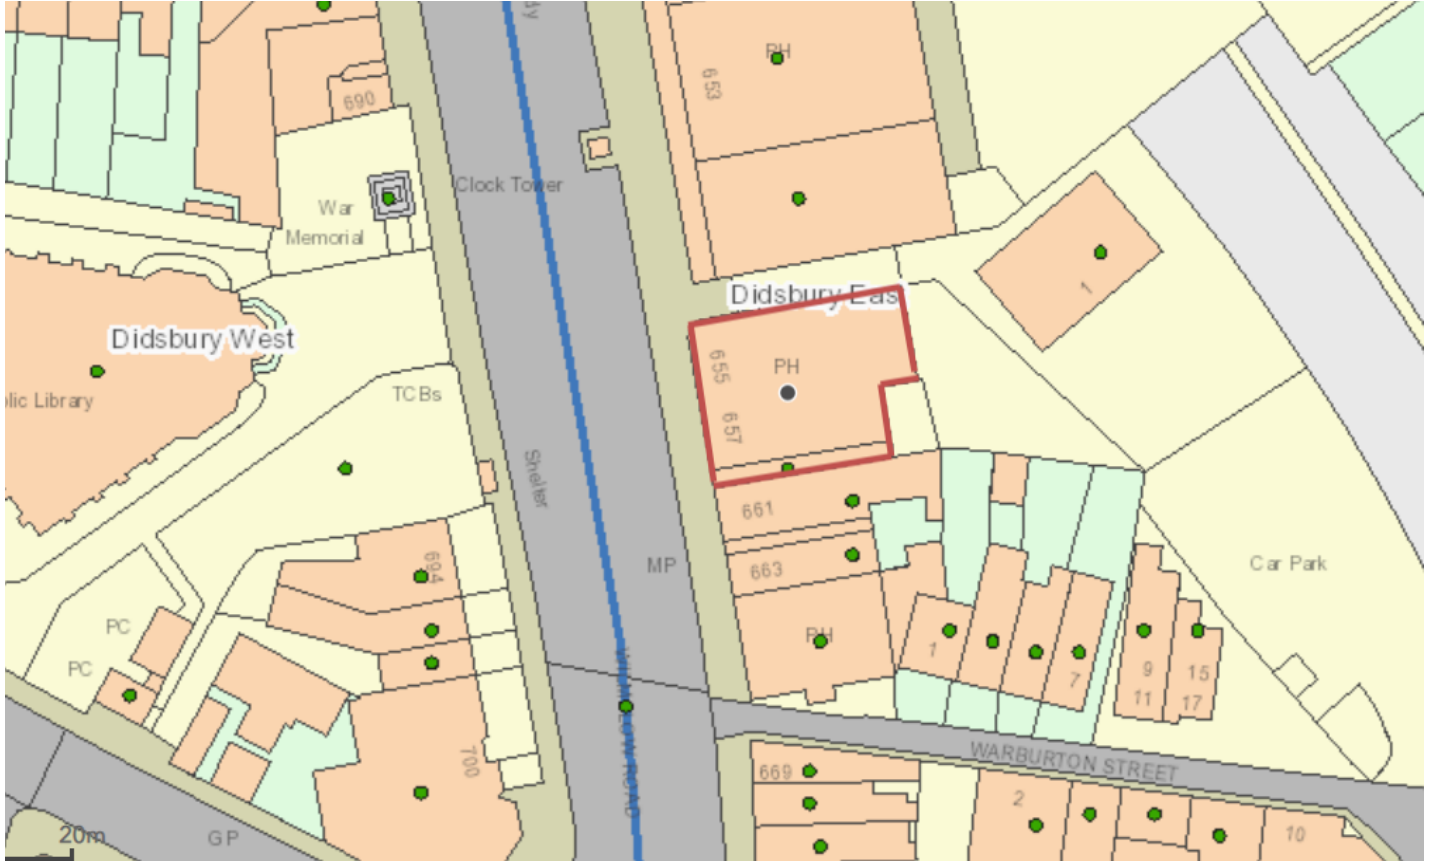 PH
653
690
Clock Tower
War
Memorial
Didsbury East
Didsbury West
655
PH
TCBs
lic Library
657
Shelter
661
694
MP
663
Car Park
PC
PH
1
1
9
15
PC
7
11
17
WILMSLOW ROAD
700
WARBURTON STREET
669
2
20m
GP
10